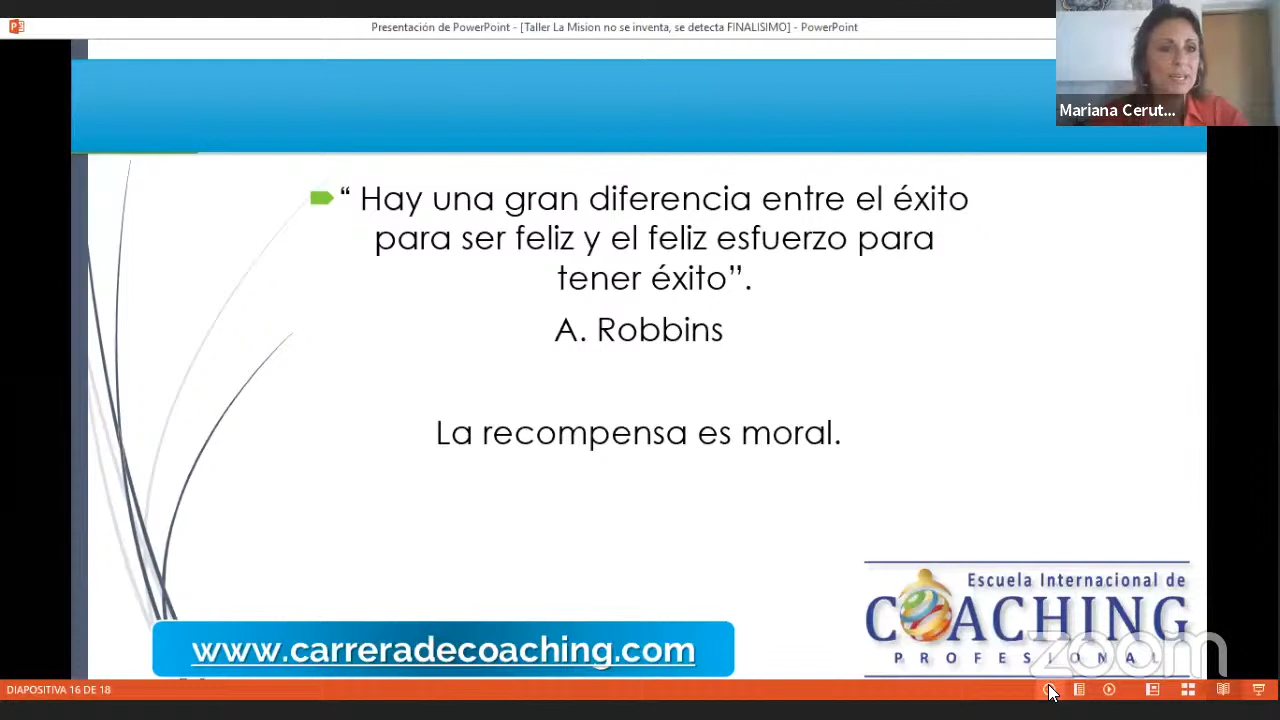 Presentación de PowerPoint - [Taller La Mision no se inventa, se detecta FINALISIMO] - PowerPoint
Mariana Cerut...
“ Hay una gran diferencia entre el éxito
para ser feliz y el feliz esfuerzo para
tener éxito”.
A. Robbins
La recompensa es moral.
Escuela Internacional de
COACHING
PROFESIONAL
www.carreradecoaching.com
zoom
DIAPOSITIVA 16 DE 18